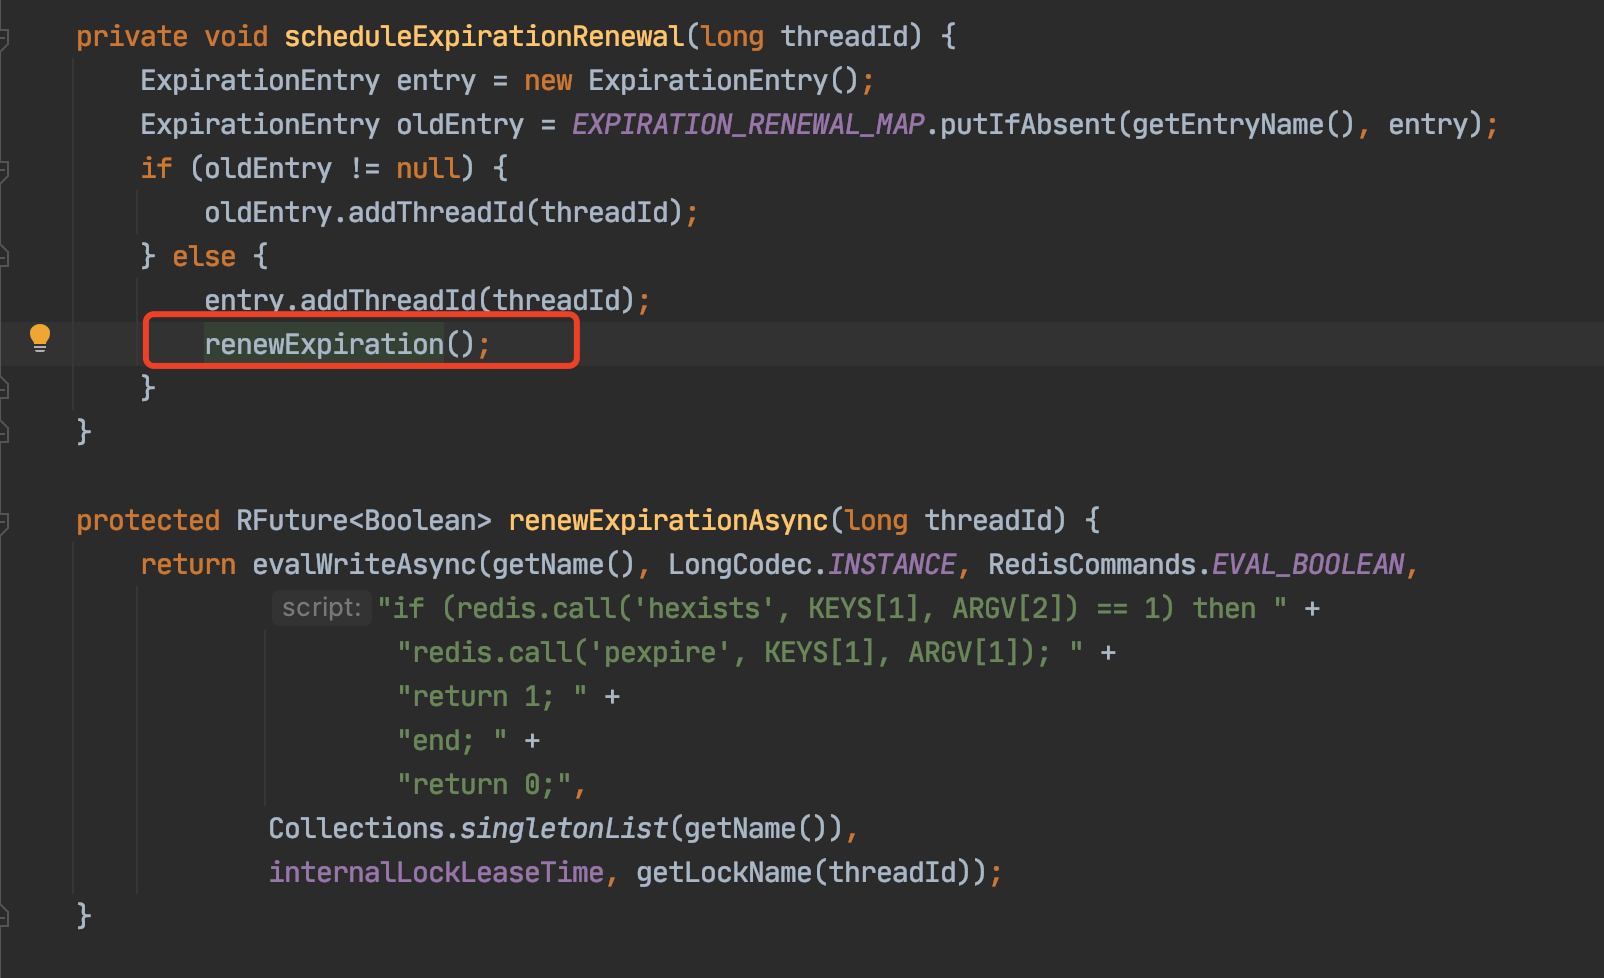 private void scheduleExpirationRenewal(long threadId) {
ExpirationEntry entry = new ExpirationEntry();
ExpirationEntry oldEntry = EXPIRATION_RENEWAL_MAP.putIfAbsent(getEntryName(), entry);
if (oldEntry != null) {
oldEntry.addThreadId(threadId);
} else {
entry.addThreadId(threadId);
renewExpiration();
}
}
protected RFuture<Boolean> renewExpirationAsync(long threadId) {
return evalWriteAsync(getName(), LongCodec.INSTANCE, RedisCommands.EVAL_BOOLEAN,
script: "if (redis.call('hexists', KEYS[1], ARGV[2]) == 1) then " +
"redis.call('pexpire', KEYS[1], ARGV[1]); " +
"return 1; " +
"end; " +
"return 0;",
Collections.singletonList(getName()),
internalLockLeaseTime, getLockName(threadId));
}